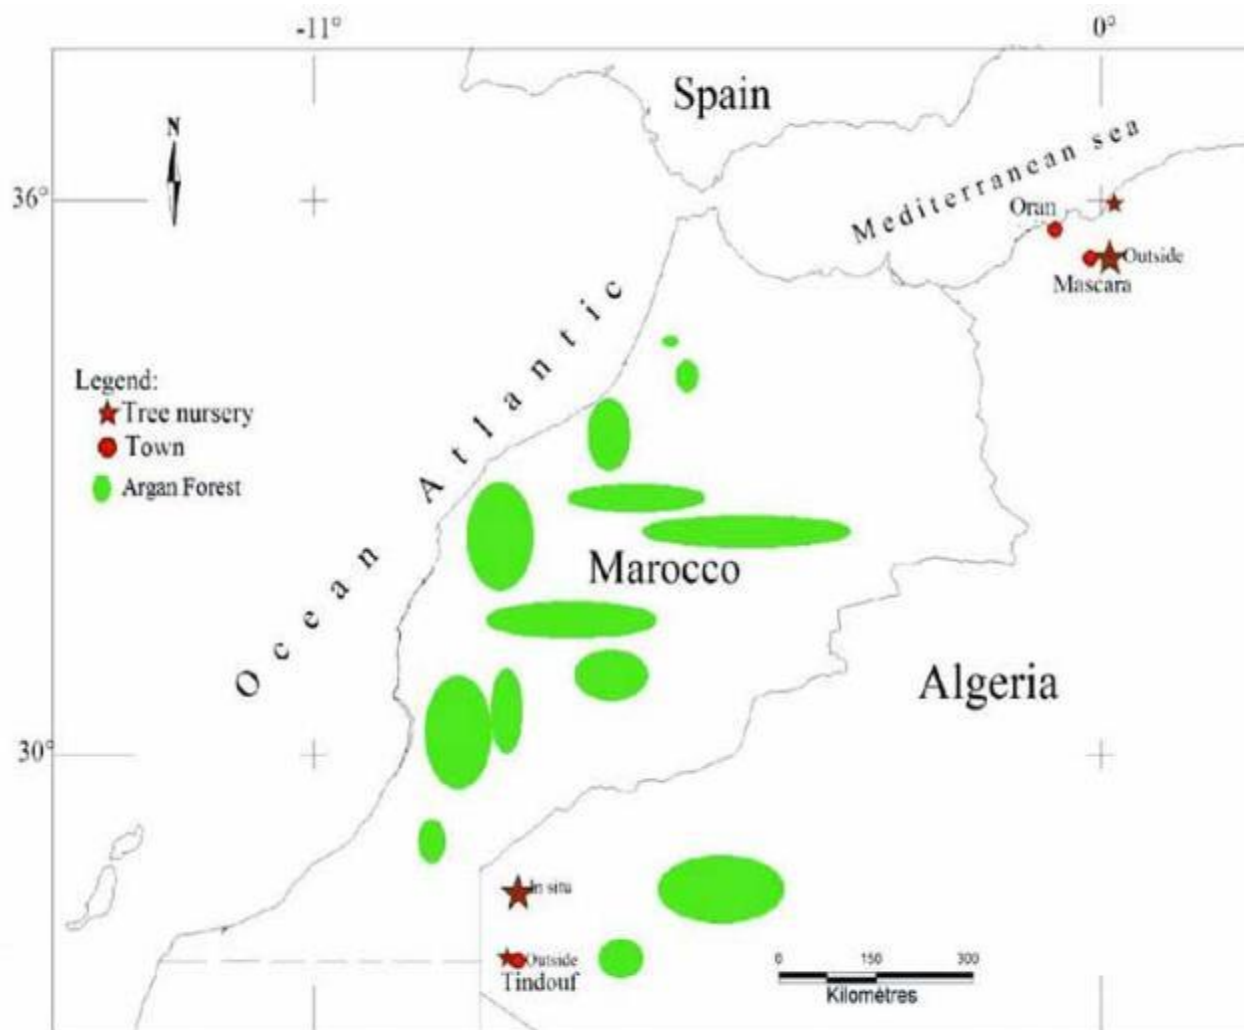 -11° 0°
Spain
N
36°
Mediterranean sea
Oran
Outside
Mascara
Ocean Atlantic
Legend:
Tree nursery
Town
Argan Forest
Marocco
Algeria
30°
In situ
Outside
Tindouf
0 150 300
Kilomètres